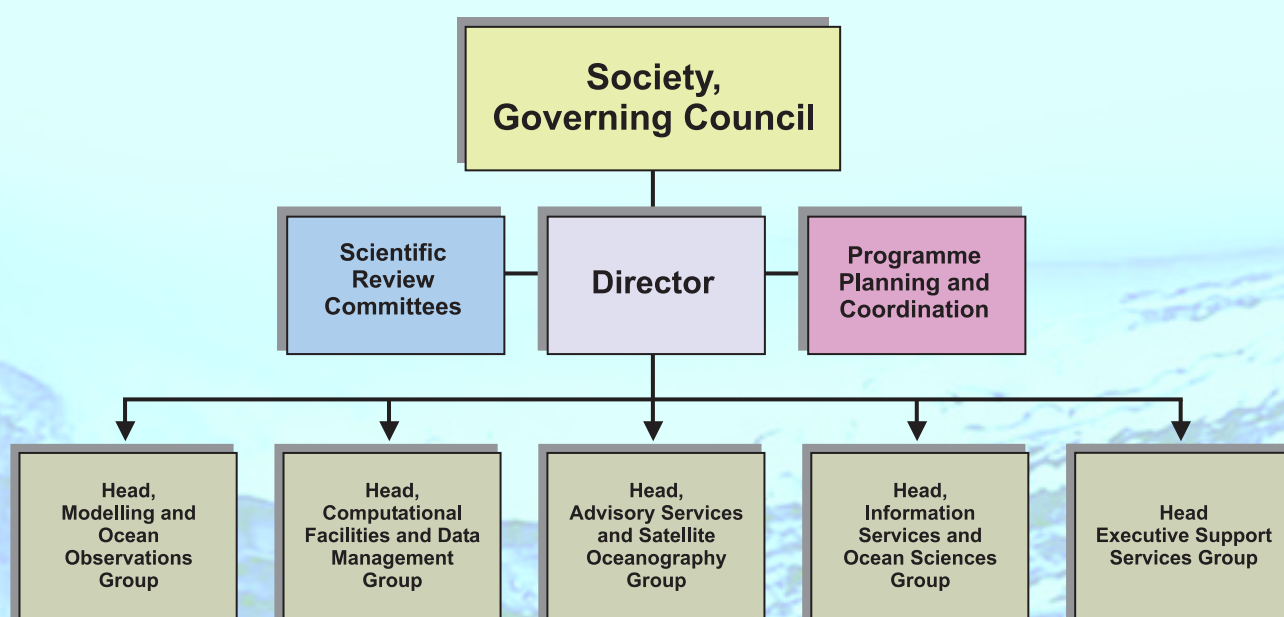 Society,
Governing Council
Scientific
Review
Committees
Director
Programme
Planning and
Coordination
Head,
Modelling and
Ocean
Observations
Group
Head,
Computational
Facilities and Data
Management
Group
Head,
Advisory Services
and Satellite
Oceanography
Group
Head,
Information
Services and
Ocean Sciences
Group
Head
Executive Support
Services Group